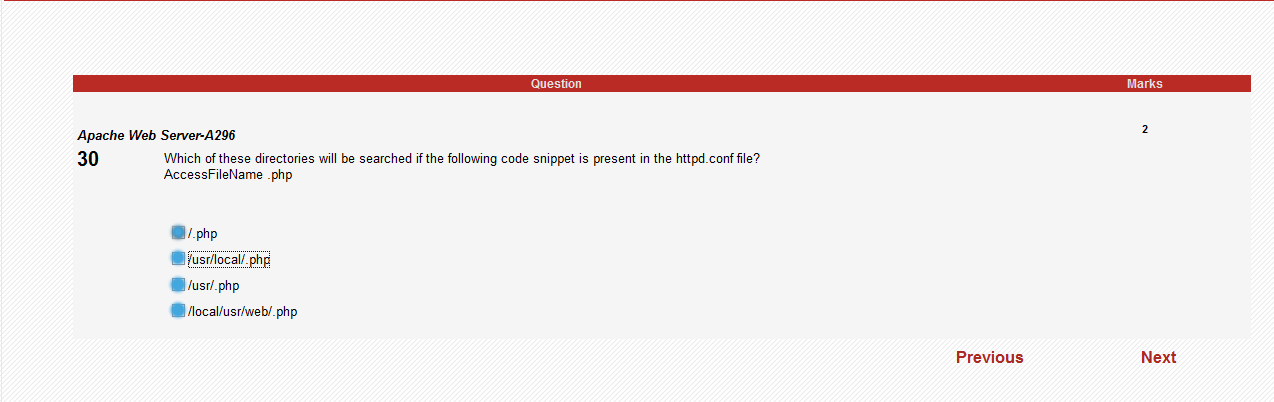 Question Marks
Apache Web Server-A296 2
30 Which of these directories will be searched if the following code snippet is present in the httpd.conf file?
AccessFileName .php
/.php
/usr/local/.php
/usr/.php
/local/usr/web/.php
Previous Next